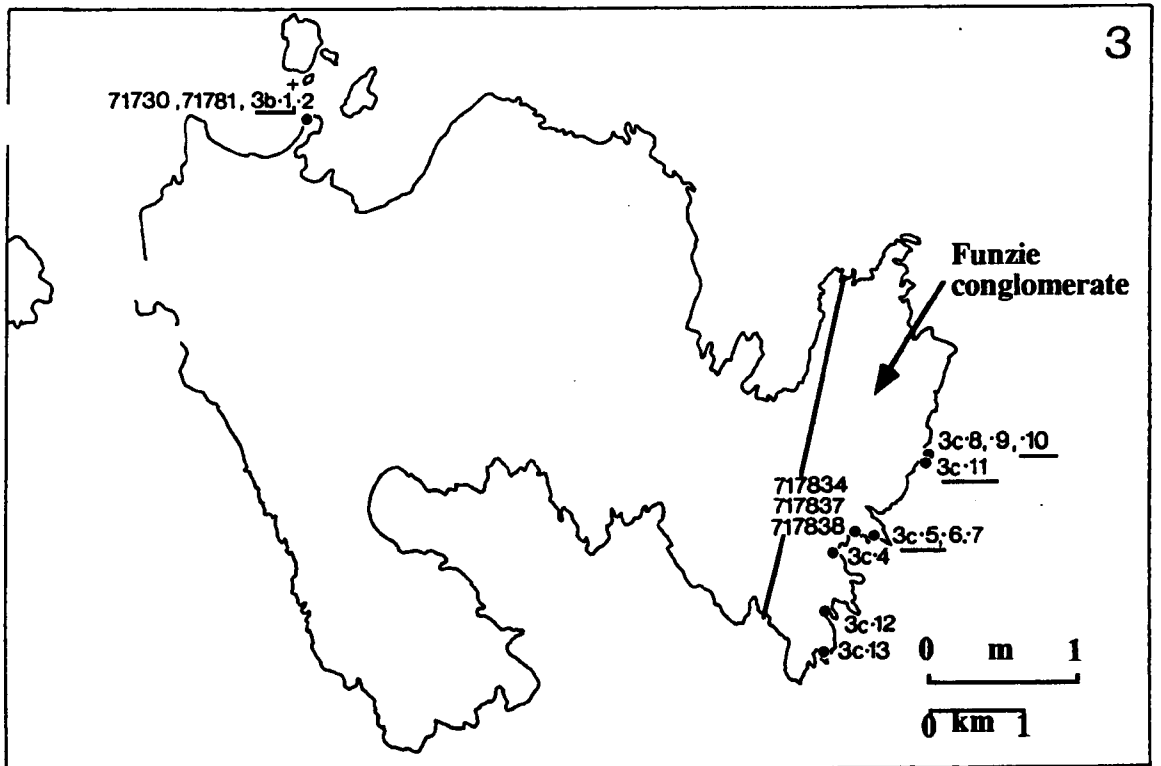 3
71730 ,71781, 3b·1,·2
Funzie
conglomerate
3c·8,·9,·10
3c·11
717834
717837
717838
3c·5,·6,·7
3c·4
3c·12
3c·13
0 m 1
0 km 1